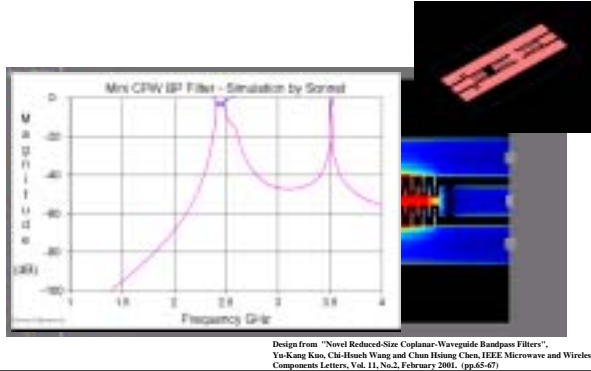 Mini CPW BP Filter - Simulation by Sonnet
Magnitude
(dB)
0
-20
-40
-60
-80
-100
1
1.5
2
2.5
3
3.5
4
Frequency GHz
Design from "Novel Reduced-Size Coplanar-Waveguide Bandpass Filters",
Yu-Kang Kuo, Chi-Hsueh Wang and Chun Hsiung Chen, IEEE Microwave and Wireles
Components Letters, Vol. 11, No.2, February 2001. (pp.65-67)